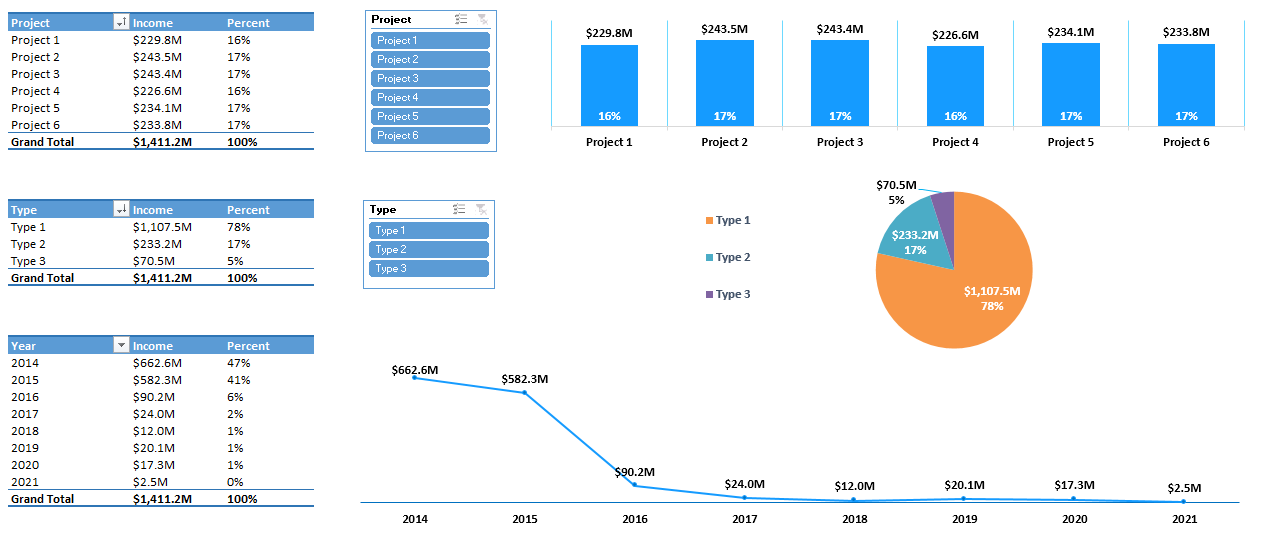 Project Income Percent
Project 1 $229.8M 16%
Project 2 $243.5M 17%
Project 3 $243.4M 17%
Project 4 $226.6M 16%
Project 5 $234.1M 17%
Project 6 $233.8M 17%
Grand Total $1,411.2M 100%
Project
Project 1
Project 2
Project 3
Project 4
Project 5
Project 6
$229.8M $243.5M $243.4M $226.6M $234.1M $233.8M
16% 17% 17% 16% 17% 17%
Project 1 Project 2 Project 3 Project 4 Project 5 Project 6
Type Income Percent
Type 1 $1,107.5M 78%
Type 2 $233.2M 17%
Type 3 $70.5M 5%
Grand Total $1,411.2M 100%
Type
Type 1
Type 2
Type 3
Type 1
Type 2
Type 3
$70.5M
5%
$233.2M
17%
$1,107.5M
78%
Year Income Percent
2014 $662.6M 47%
2015 $582.3M 41%
2016 $90.2M 6%
2017 $24.0M 2%
2018 $12.0M 1%
2019 $20.1M 1%
2020 $17.3M 1%
2021 $2.5M 0%
Grand Total $1,411.2M 100%
$662.6M $582.3M $90.2M $24.0M $12.0M $20.1M $17.3M $2.5M
2014 2015 2016 2017 2018 2019 2020 2021